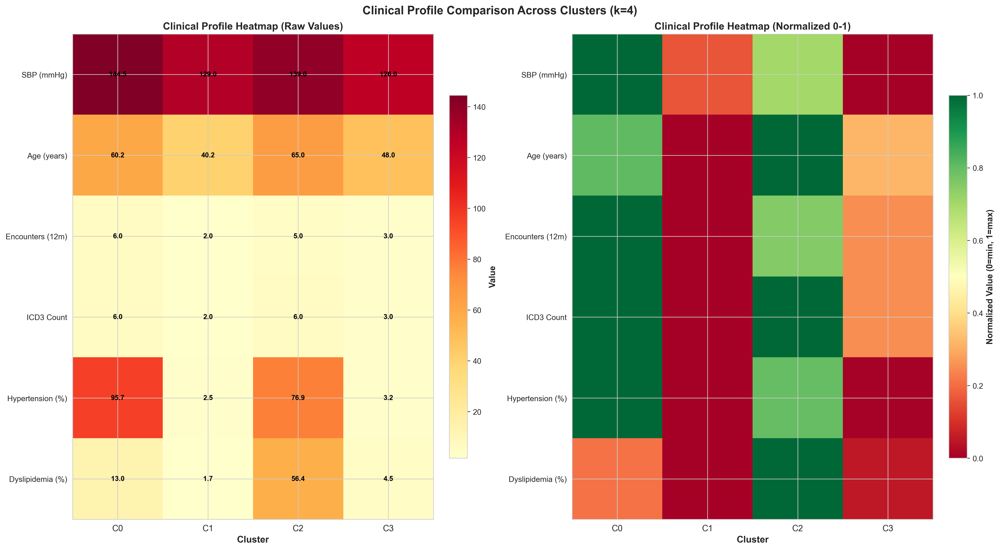 Clinical Profile Comparison Across Clusters (k=4)
Clinical Profile Heatmap (Raw Values)
SBP (mmHg) 144.5 129.0 139.0 126.0
Age (years) 60.2 40.2 65.0 48.0
Encounters (12m) 6.0 2.0 5.0 3.0
ICD3 Count 6.0 2.0 6.0 3.0
Hypertension (%) 95.7 2.5 76.9 3.2
Dyslipidemia (%) 13.0 1.7 56.4 4.5
C0 C1 C2 C3
Cluster
140
120
100
80
60
40
20
Value
Clinical Profile Heatmap (Normalized 0-1)
SBP (mmHg)
Age (years)
Encounters (12m)
ICD3 Count
Hypertension (%)
Dyslipidemia (%)
C0 C1 C2 C3
Cluster
1.0
0.8
0.6
0.4
0.2
0.0
Normalized Value (0=min, 1=max)